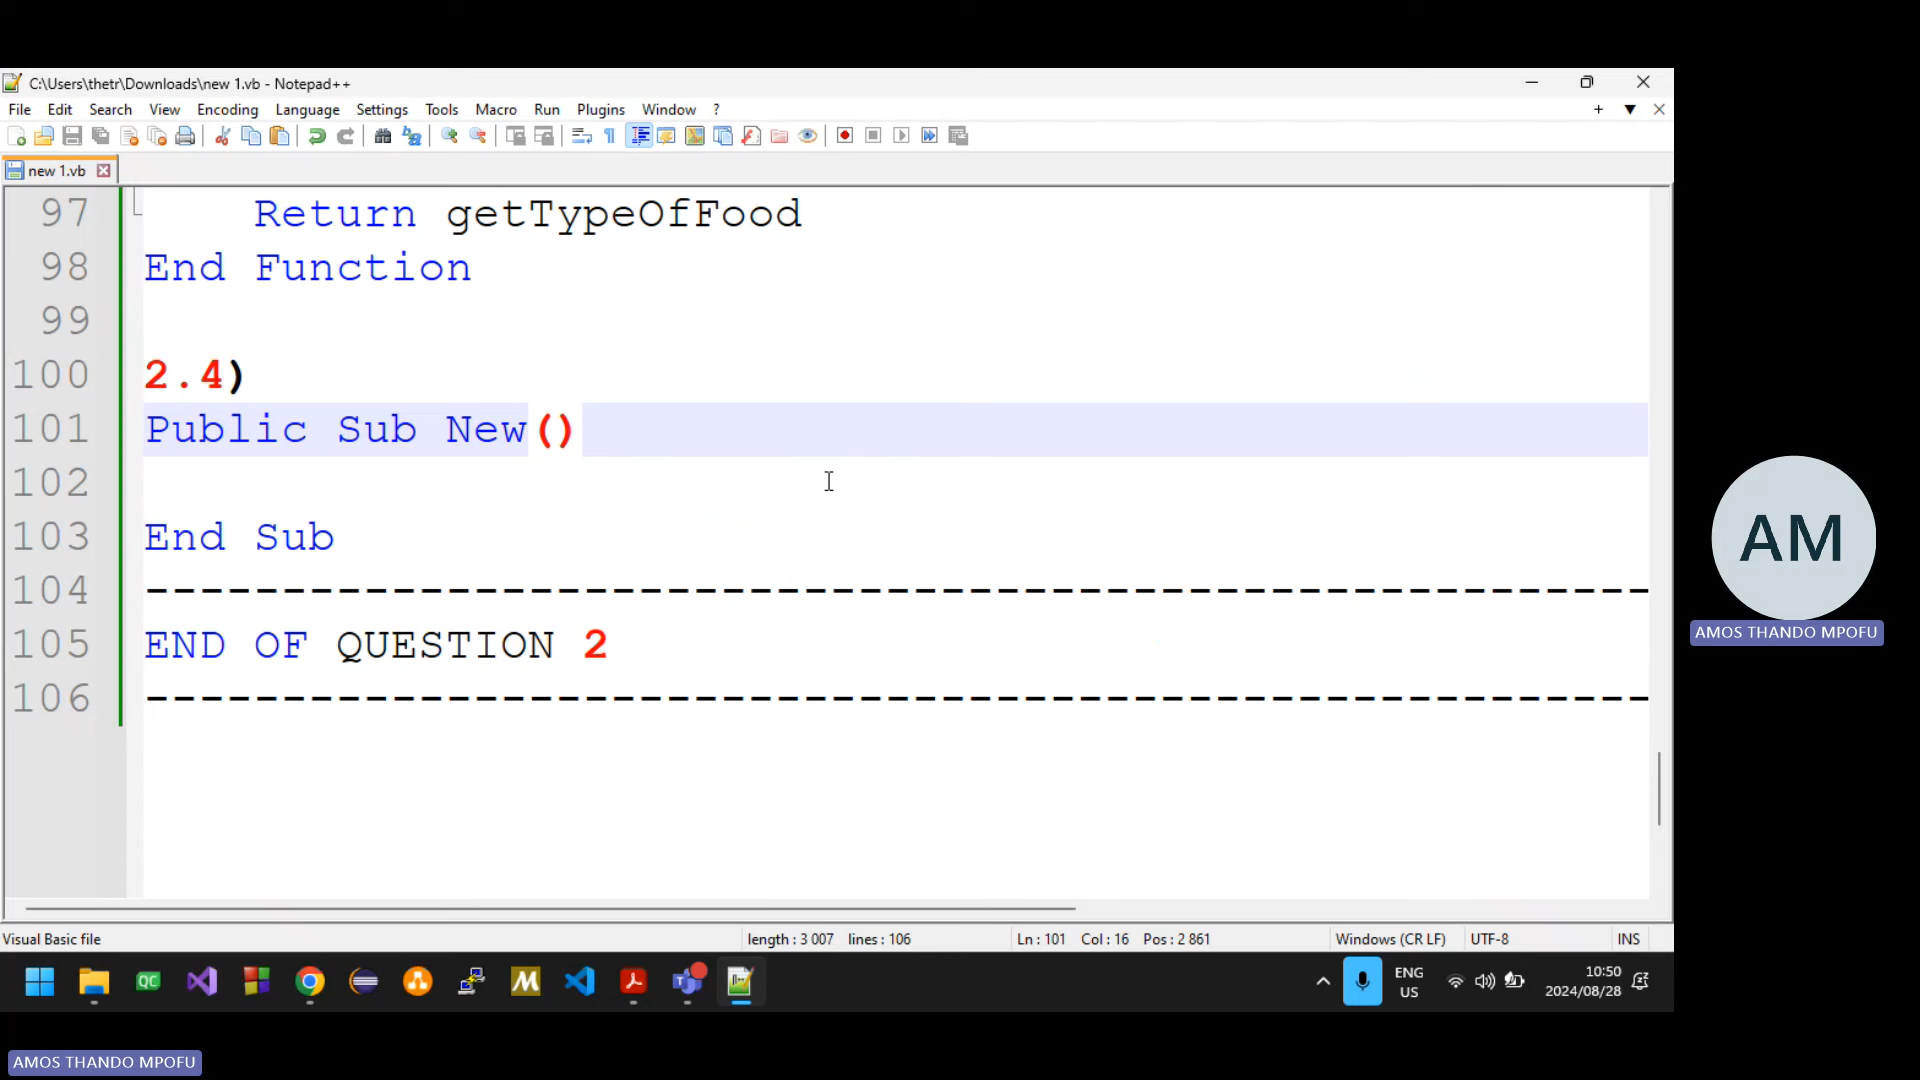 C:\Users\thetr\Downloads\new 1.vb - Notepad++
File Edit Search View Encoding Language Settings Tools Macro Run Plugins Window ?
new 1.vb
97 Return getTypeOfFood
98 End Function
99
100 2.4)
101 Public Sub New()
102
103 End Sub
104 -------------------------------------------------------
105 END OF QUESTION 2
106 -------------------------------------------------------
AM
AMOS THANDO MPOFU
Visual Basic file length : 3 007 lines : 106 Ln : 101 Col : 16 Pos : 2 861 Windows (CR LF) UTF-8 INS
QC
ENG
US
10:50
2024/08/28
AMOS THANDO MPOFU